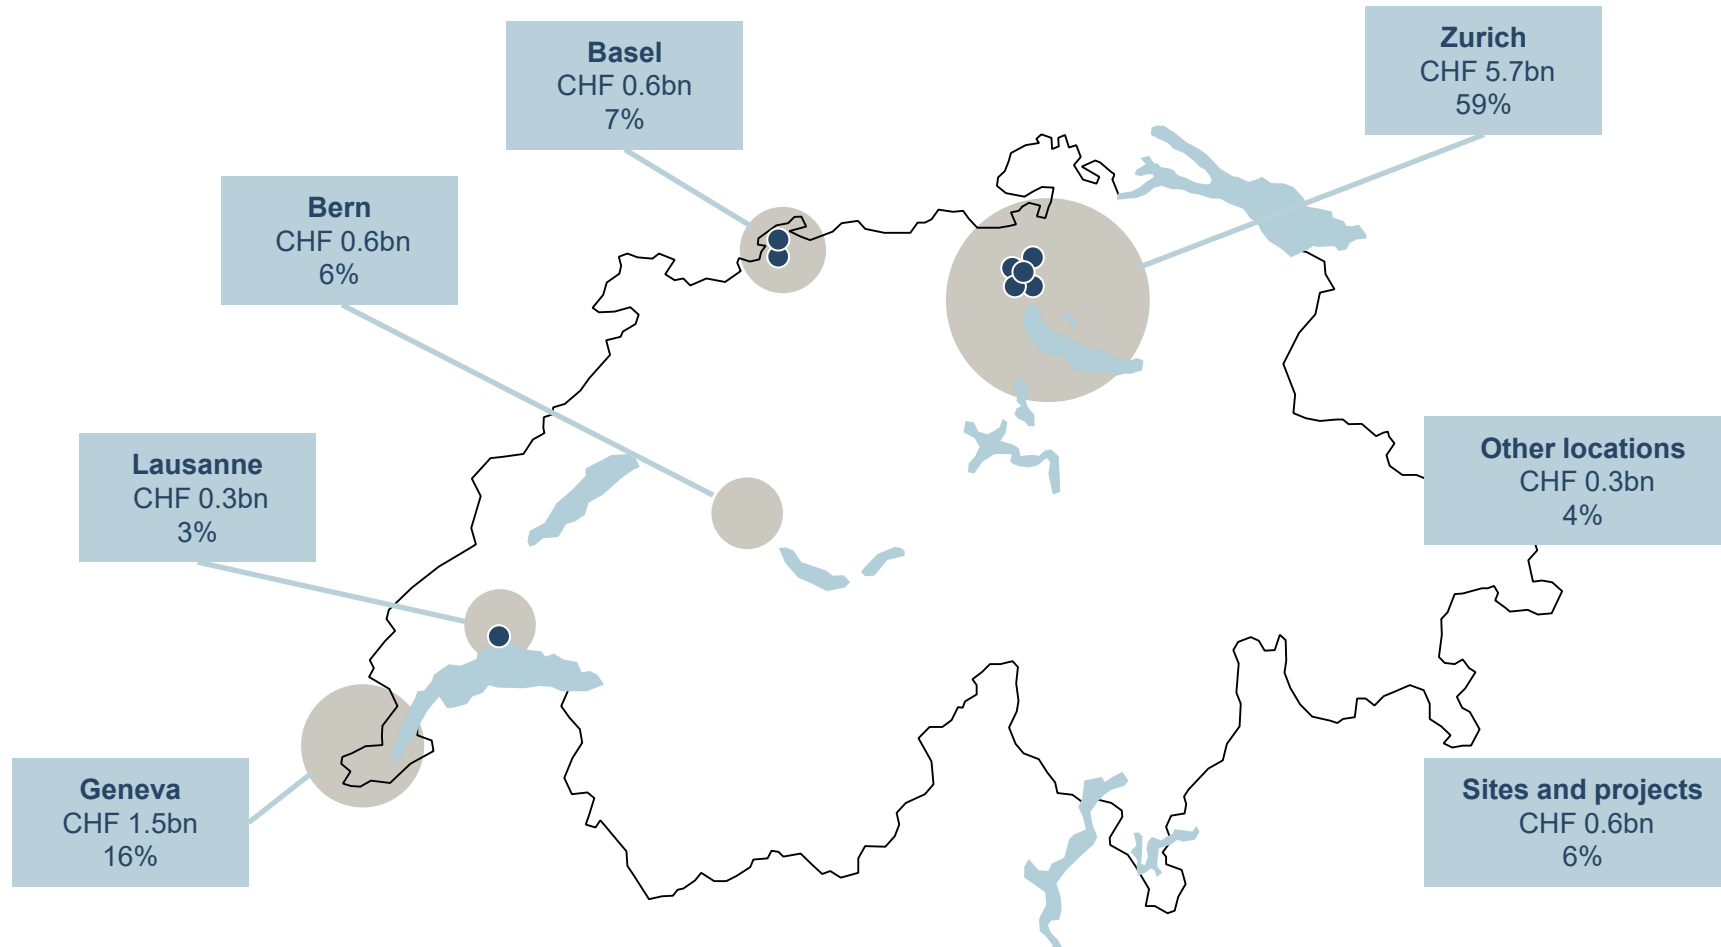 Basel
CHF 0.6bn
7%
Zurich
CHF 5.7bn
59%
Bern
CHF 0.6bn
6%
Lausanne
CHF 0.3bn
3%
Other locations
CHF 0.3bn
4%
Geneva
CHF 1.5bn
16%
Sites and projects
CHF 0.6bn
6%